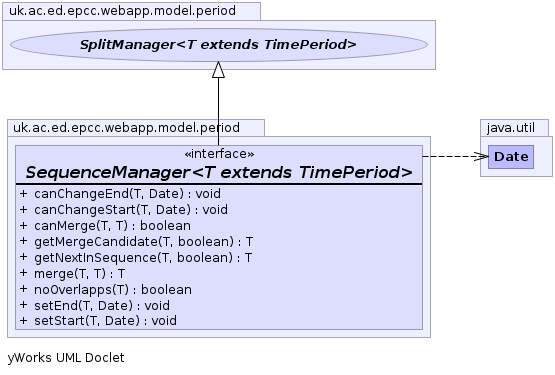 uk.ac.ed.epcc.webapp.model.period
SplitManager<T extends TimePeriod>
uk.ac.ed.epcc.webapp.model.period
java.util
«interface»
SequenceManager<T extends TimePeriod>
Date
+ canChangeEnd(T, Date) : void
+ canChangeStart(T, Date) : void
+ canMerge(T, T) : boolean
+ getMergeCandidate(T, boolean) : T
+ getNextInSequence(T, boolean) : T
+ merge(T, T) : T
+ noOverlapps(T) : boolean
+ setEnd(T, Date) : void
+ setStart(T, Date) : void
yWorks UML Doclet